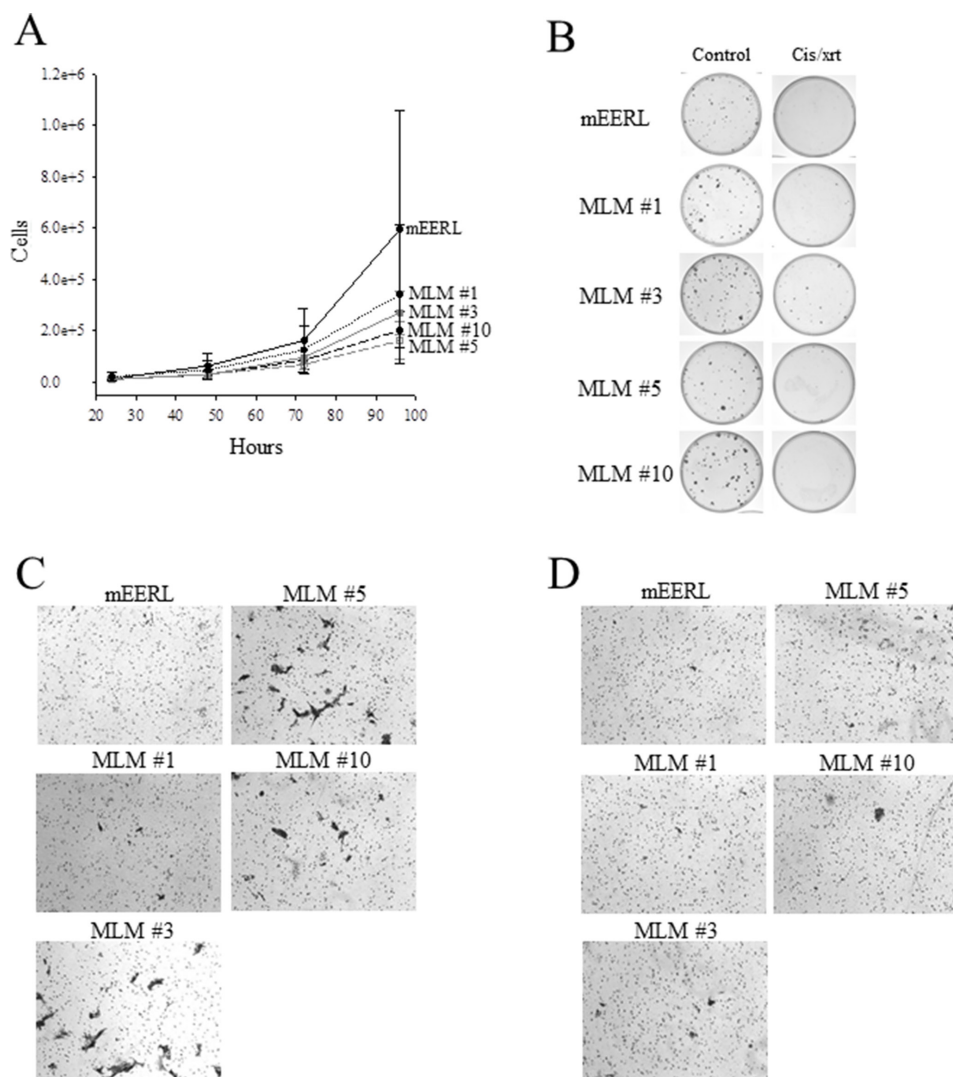 A
1.2e+6
1.0e+6
8.0e+5
6.0e+5
4.0e+5
2.0e+5
0.0
Cells
20 30 40 50 60 70 80 90 100
Hours
mEERL
MLM #1
MLM #3
MLM #10
MLM #5
B
Control Cis/xrt
mEERL
MLM #1
MLM #3
MLM #5
MLM #10
C
mEERL MLM #5
MLM #1 MLM #10
MLM #3
D
mEERL MLM #5
MLM #1 MLM #10
MLM #3